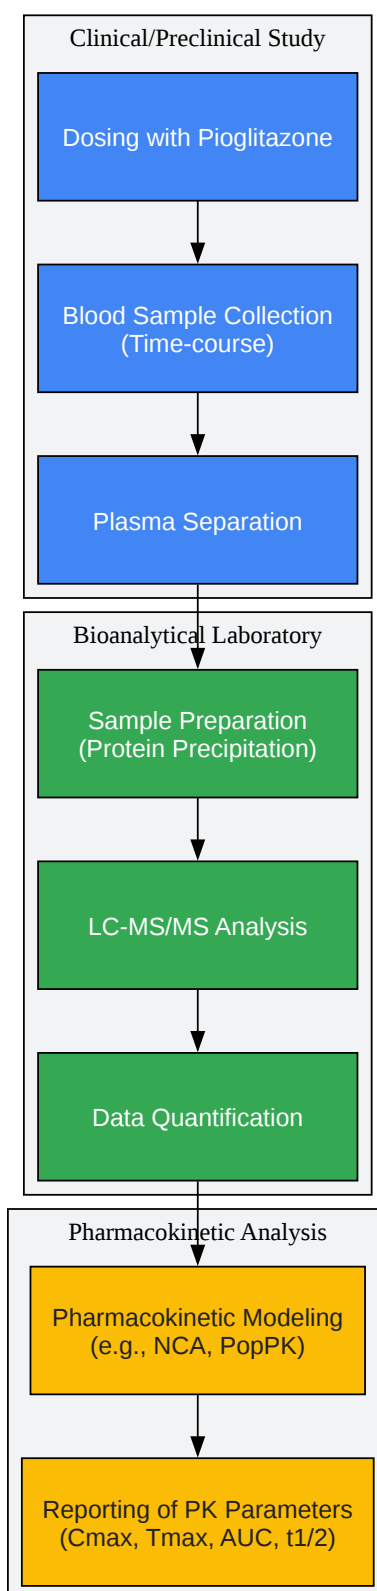 Clinical/Preclinical Study
Dosing with Pioglitazone
Blood Sample Collection
(Time-course)
Plasma Separation
Bioanalytical Laboratory
Sample Preparation
(Protein Precipitation)
LC-MS/MS Analysis
Data Quantification
Pharmacokinetic Analysis
Pharmacokinetic Modeling
(e.g., NCA, PopPK)
Reporting of PK Parameters
(Cmax, Tmax, AUC, t1/2)